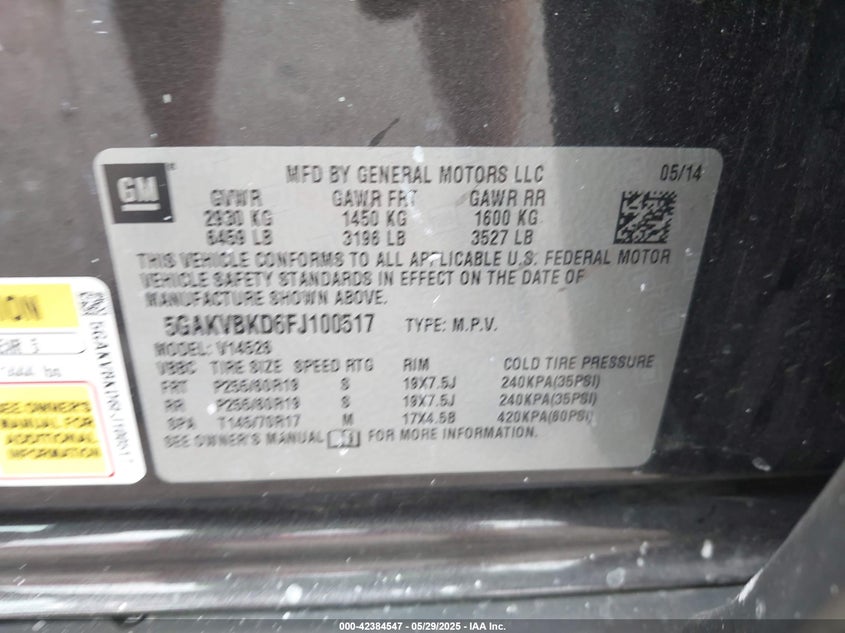 GM
MFD BY GENERAL MOTORS LLC 05/14
GVWR GAWR FRT GAWR RR
2930 KG 1450 KG 1600 KG
6459 LB 3196 LB 3527 LB
THIS VEHICLE CONFORMS TO ALL APPLICABLE U.S. FEDERAL MOTOR
VEHICLE SAFETY STANDARDS IN EFFECT ON THE DATE OF
MANUFACTURE SHOWN ABOVE.
5GAKVBKD6FJ100517 TYPE: M.P.V.
MODEL: V14526
TIRE SIZE SPEED RTG RIM COLD TIRE PRESSURE
FRT P255/60R19 S 19X7.5J 240KPA(35PSI)
RR P255/60R19 S 19X7.5J 240KPA(35PSI)
SPA T145/70R17 M 17X4.5B 420KPA(60PSI)
SEE OWNER'S MANUAL FOR MORE INFORMATION.
SEE OWNER'S
MANUAL FOR
ADDITIONAL
INFORMATION
000-42384547 - 05/29/2025 - IAA Inc.